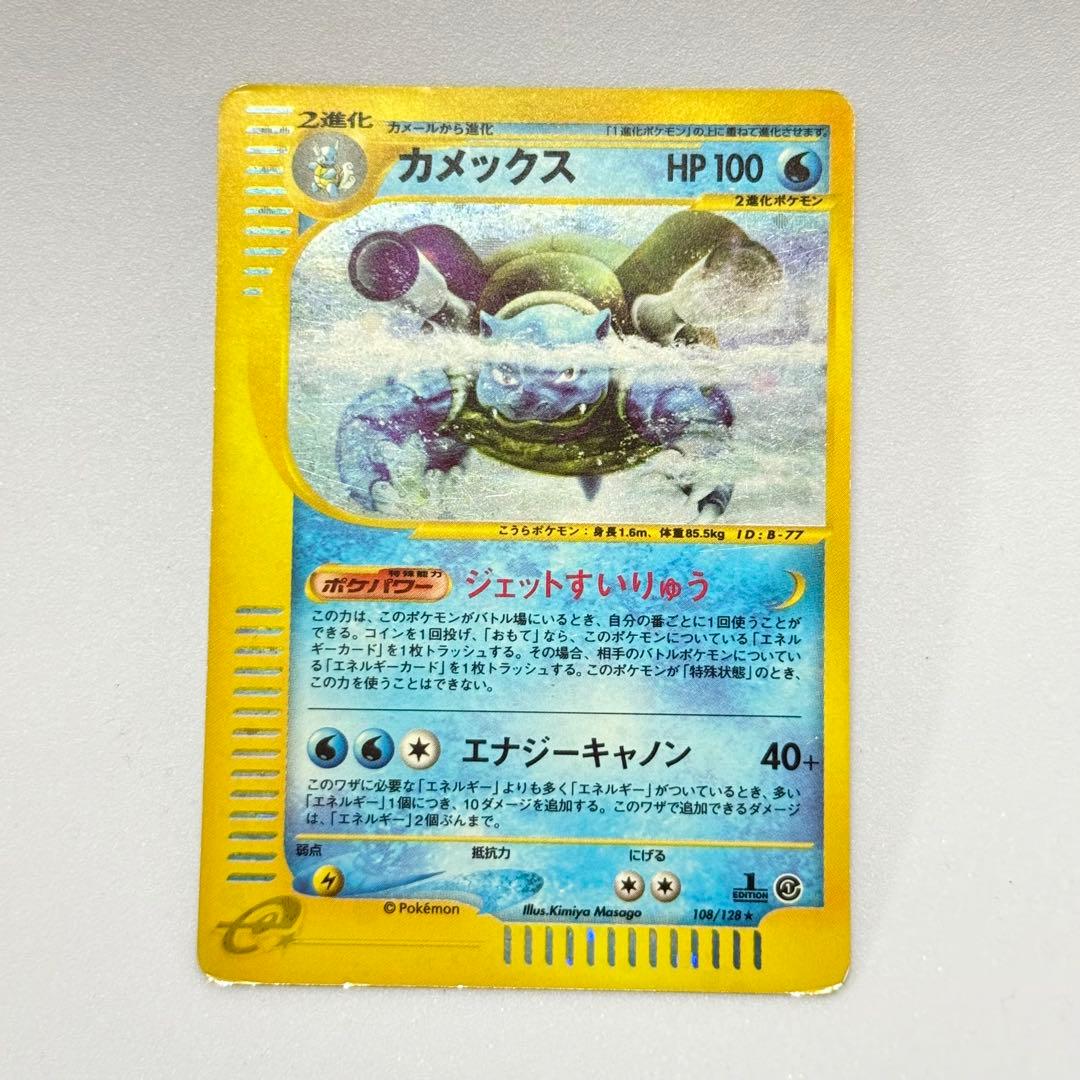 2進化 カメールから進化 「1進化ポケモン」の上に重ねて進化させます。
カメックス HP 100
2進化ポケモン
こうらポケモン：身長1.6m、体重85.5kg ID：B-77
特殊能力
ポケパワー ジェットすいりゅう
この力は、このポケモンがバトル場にいるとき、自分の番ごとに1回使うことが
できる。コインを1回投げ、「おもて」なら、このポケモンについている「エネル
ギーカード」を1枚トラッシュする。その場合、相手のバトルポケモンについてい
る「エネルギーカード」を1枚トラッシュする。このポケモンが「特殊状態」のとき、
この力を使うことはできない。
エナジーキャノン 40+
このワザに必要な「エネルギー」よりも多く「エネルギー」がついているとき、多い
「エネルギー」1個につき、10ダメージを追加する。このワザで追加できるダメージ
は、「エネルギー」2個ぶんまで。
弱点 抵抗力 にげる
1 EDITION
©Pokémon Illus.Kimiya Masago 108/128★
e